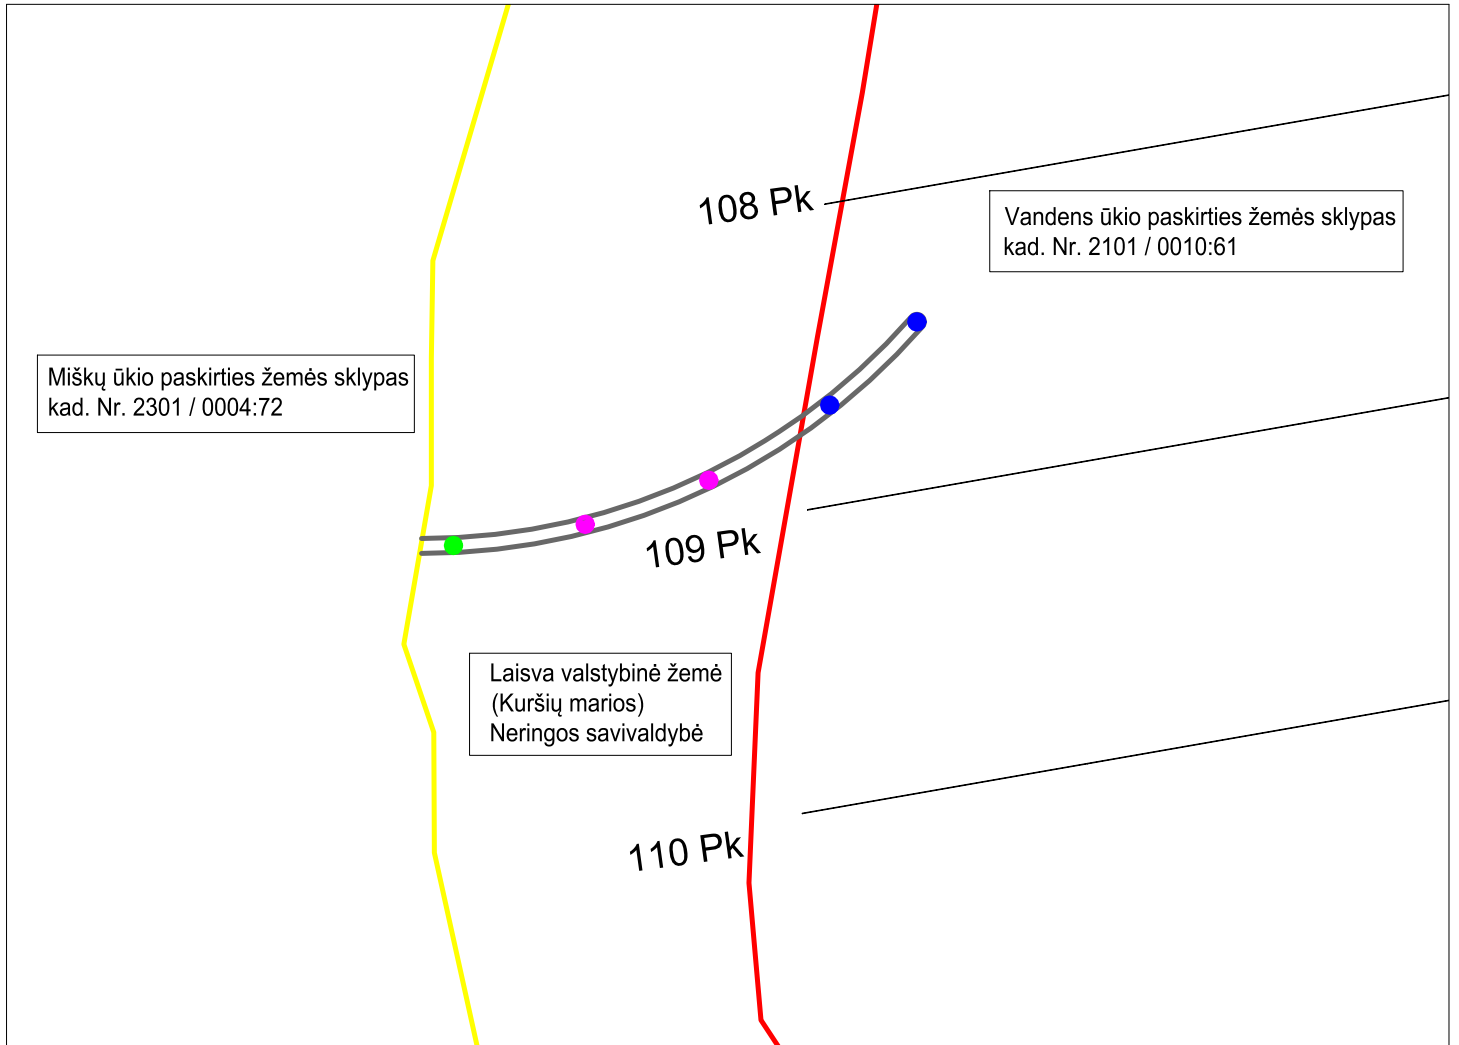 108 Pk
Vandens ūkio paskirties žemės sklypas
kad. Nr. 2101 / 0010:61
Miškų ūkio paskirties žemės sklypas
kad. Nr. 2301 / 0004:72
109 Pk
Laisva valstybinė žemė
(Kuršių marios)
Neringos savivaldybė
110 Pk